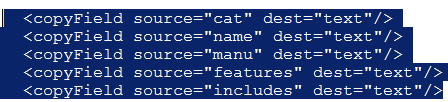 <copyField source="cat" dest="text"/>
<copyField source="name" dest="text"/>
<copyField source="manu" dest="text"/>
<copyField source="features" dest="text"/>
<copyField source="includes" dest="text"/>